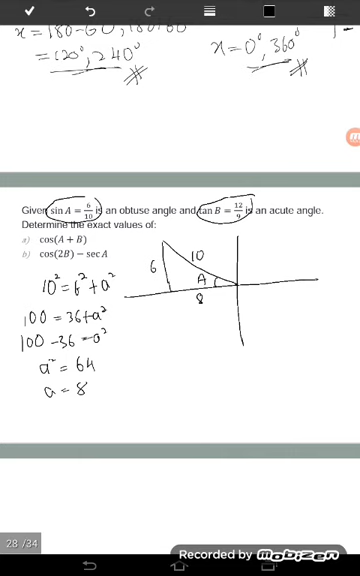 x=180-60, 180+60
=120°, 240°
x=0°, 360°
Given sin A = 6/10 is an obtuse angle and tan B = 12/9 is an acute angle.
Determine the exact values of:
a) cos(A + B)
b) cos(2B) − sec A
10² = 6² + a²
100 = 36 + a²
100 - 36 = a²
a² = 64
a = 8
6
10
A
8
28 /34
Recorded by Mobizen